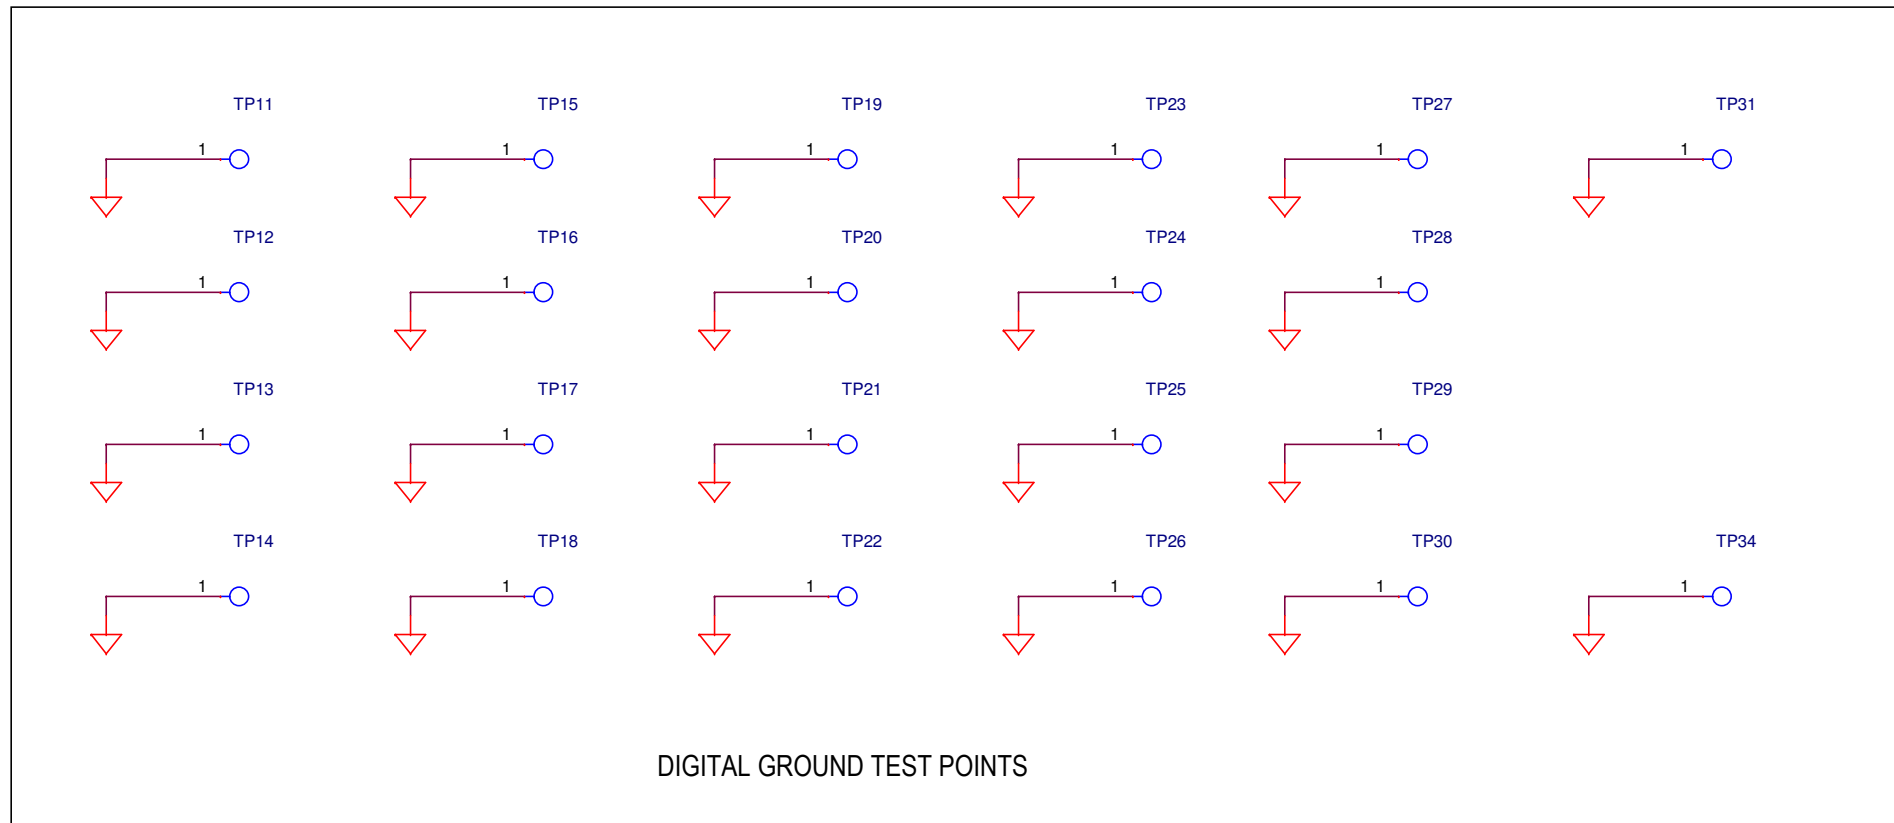 TP11 TP15 TP19 TP23 TP27 TP31
1 1 1 1 1 1
TP12 TP16 TP20 TP24 TP28
1 1 1 1 1
TP13 TP17 TP21 TP25 TP29
1 1 1 1 1
TP14 TP18 TP22 TP26 TP30 TP34
1 1 1 1 1 1
DIGITAL GROUND TEST POINTS